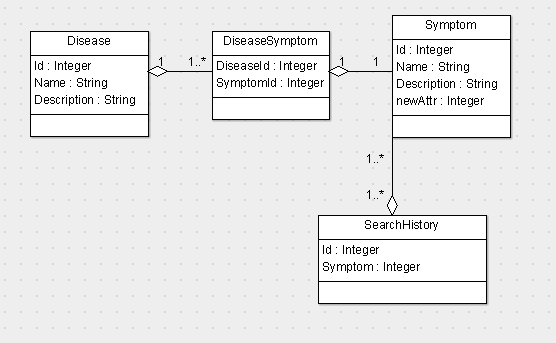 Disease
Id : Integer
Name : String
Description : String
1
1..*
DiseaseSymptom
DiseaseId : Integer
SymptomId : Integer
1
1
Symptom
Id : Integer
Name : String
Description : String
newAttr : Integer
1..*
1..*
SearchHistory
Id : Integer
Symptom : Integer